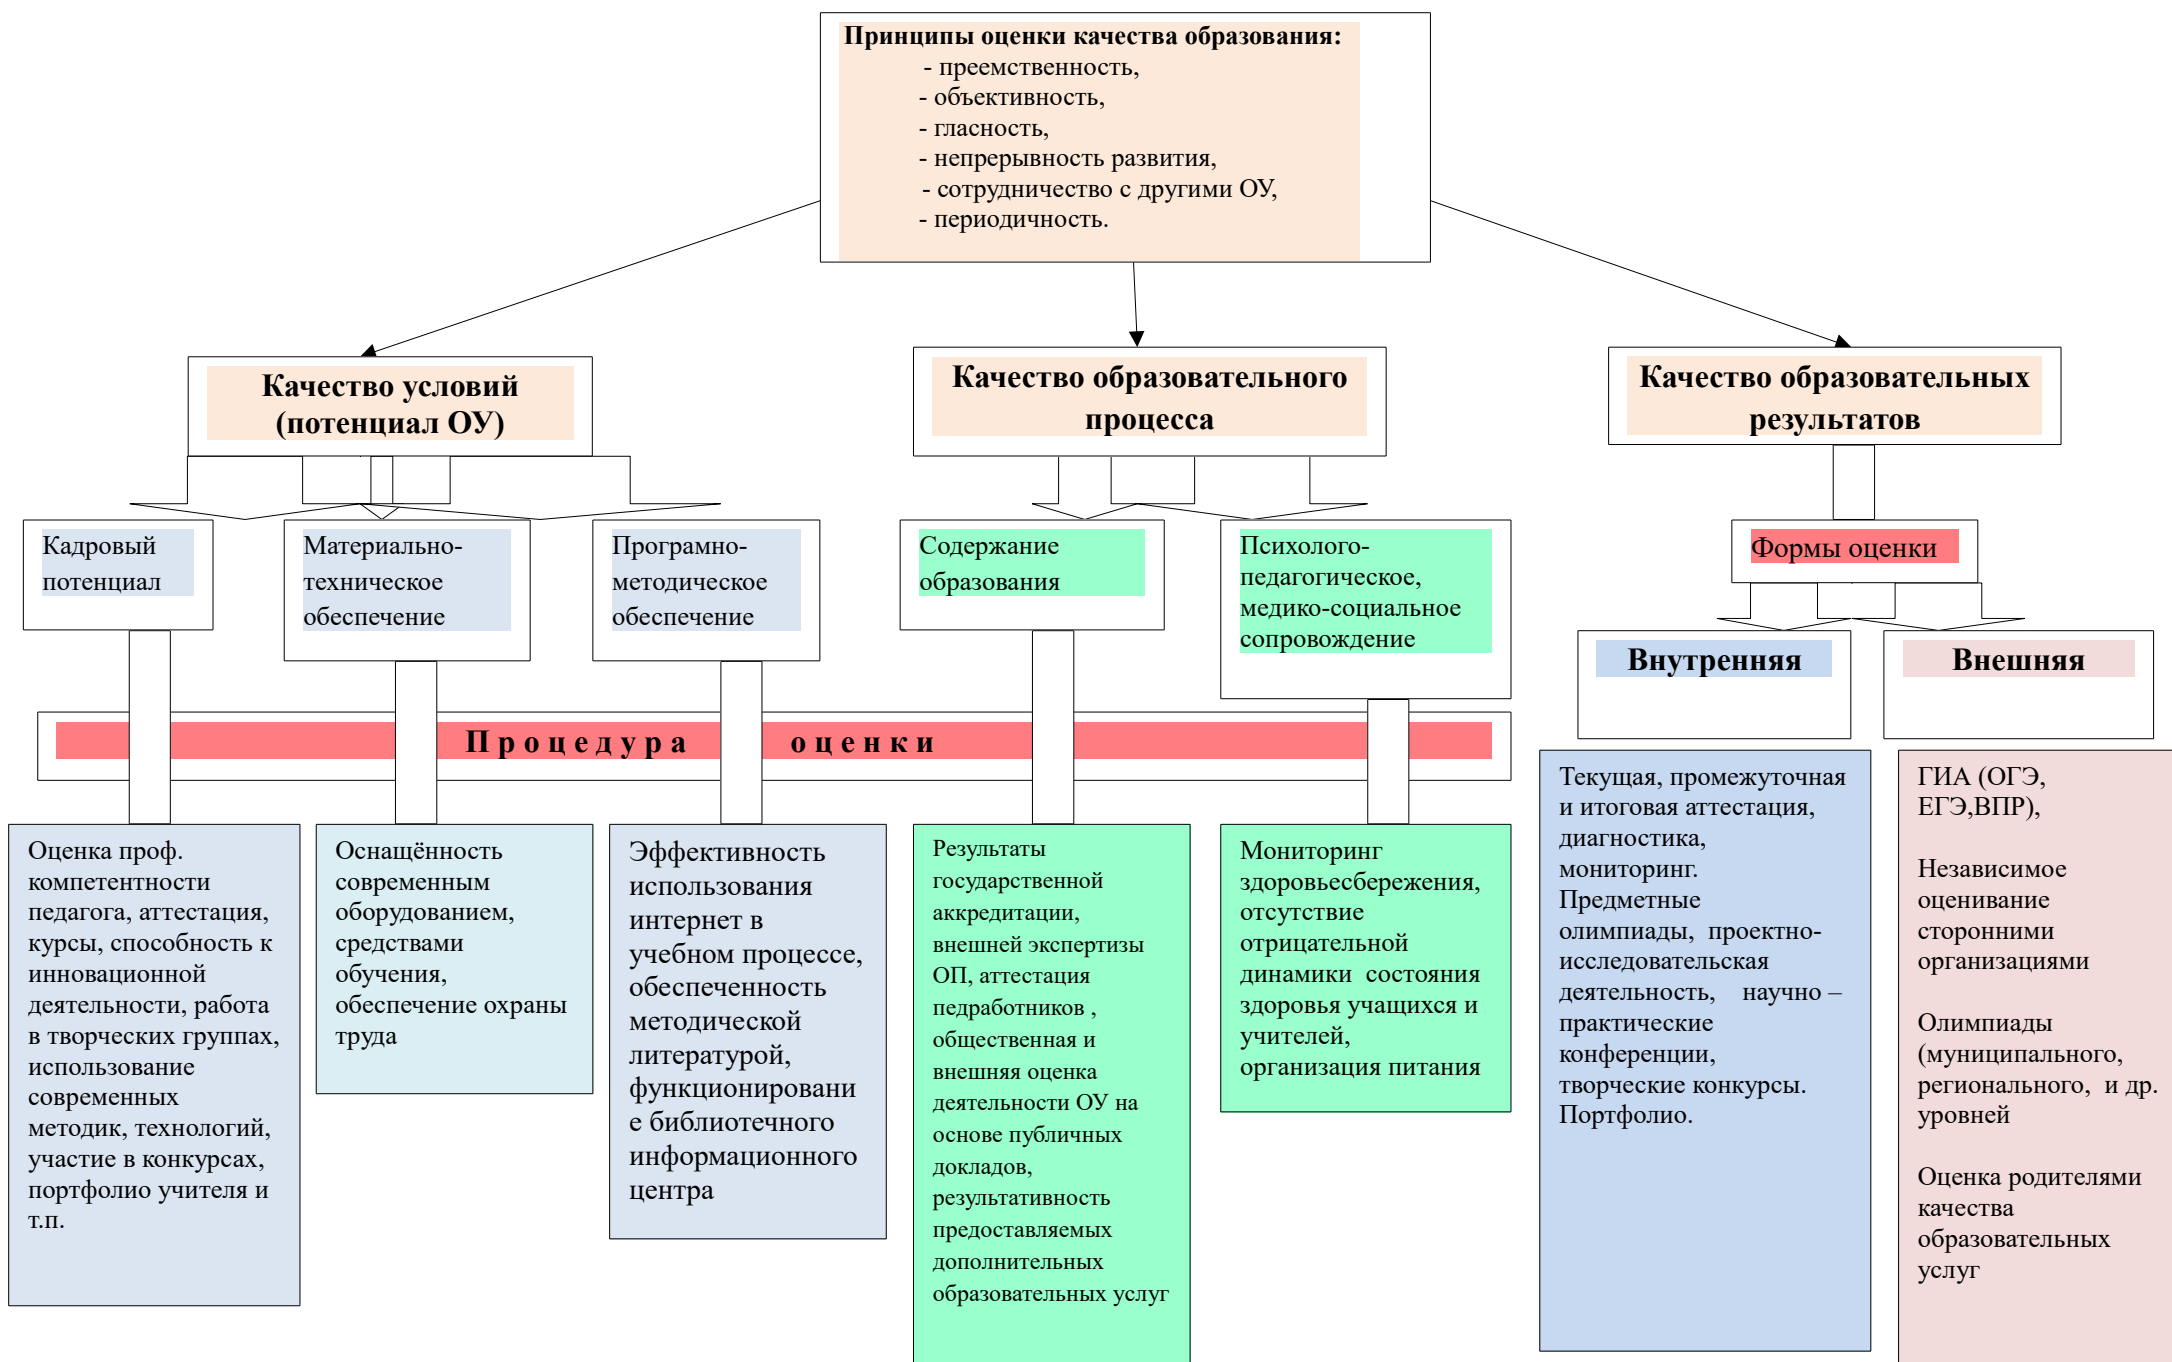 Принципы оценки качества образования:
- преемственность,
- объективность,
- гласность,
- непрерывность развития,
- сотрудничество с другими ОУ,
- периодичность.
Качество условий
(потенциал ОУ)
Качество образовательного
процесса
Качество образовательных
результатов
Кадровый
потенциал
Материально-
техническое
обеспечение
Програмно-
методическое
обеспечение
Содержание
образования
Психолого-
педагогическое,
медико-социальное
сопровождение
Формы оценки
Внутренняя
Внешняя
Процедура оценки
Оценка проф.
компетентности
педагога, аттестация,
курсы, способность к
инновационной
деятельности, работа
в творческих группах,
использование
современных
методик, технологий,
участие в конкурсах,
портфолио учителя и
т.п.
Оснащённость
современным
оборудованием,
средствами
обучения,
обеспечение охраны
труда
Эффективность
использования
интернет в
учебном процессе,
обеспеченность
методической
литературой,
функционировани
е библиотечного
информационного
центра
Результаты
государственной
аккредитации,
внешней экспертизы
ОП, аттестация
педработников ,
общественная и
внешняя оценка
деятельности ОУ на
основе публичных
докладов,
результативность
предоставляемых
дополнительных
образовательных услуг
Мониторинг
здоровьесбережения,
отсутствие
отрицательной
динамики состояния
здоровья учащихся и
учителей,
организация питания
Текущая, промежуточная
и итоговая аттестация,
диагностика,
мониторинг.
Предметные
олимпиады, проектно-
исследовательская
деятельность, научно –
практические
конференции,
творческие конкурсы.
Портфолио.
ГИА (ОГЭ,
ЕГЭ,ВПР),
Независимое
оценивание
сторонними
организациями
Олимпиады
(муниципального,
регионального, и др.
уровней
Оценка родителями
качества
образовательных
услуг